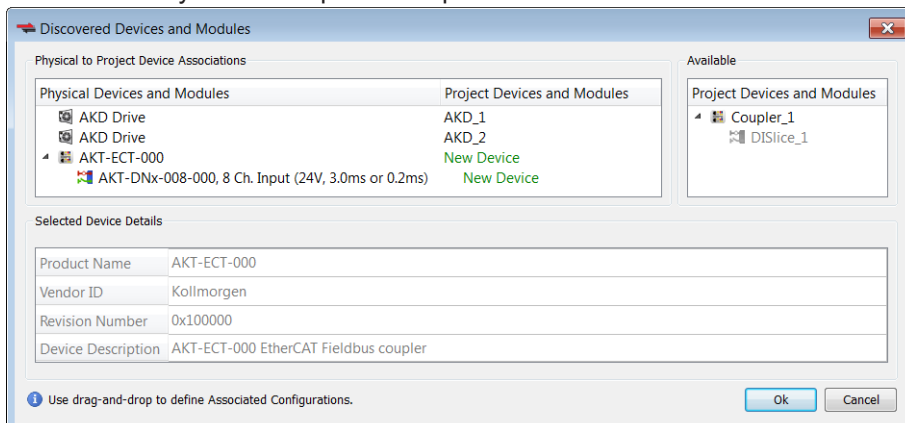 Discovered Devices and Modules
Physical to Project Device Associations
Available
Physical Devices and Modules Project Devices and Modules
Project Devices and Modules
AKD Drive AKD_1
Coupler_1
AKD Drive AKD_2
DISlice_1
AKT-ECT-000 New Device
AKT-DNx-008-000, 8 Ch. Input (24V, 3.0ms or 0.2ms) New Device
Selected Device Details
Product Name AKT-ECT-000
Vendor ID Kollmorgen
Revision Number 0x100000
Device Description AKT-ECT-000 EtherCAT Fieldbus coupler
Use drag-and-drop to define Associated Configurations.
Ok Cancel